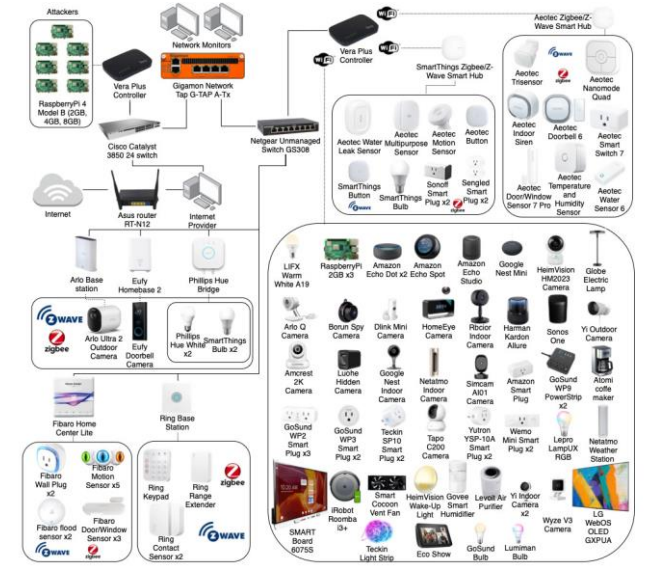 Attackers
RaspberryPi 4
Model B (2GB,
4GB, 8GB)
Vera Plus
Controller
Network Monitors
Gigamon
Gigamon Network
Tap G-TAP A-Tx
Cisco Catalyst
3850 24 switch
Netgear Unmanaged
Switch GS308
WiFi
Vera Plus
Controller
WiFi
WiFi
SmartThings Zigbee/Z-
Wave Smart Hub
Aeotec Zigbee/Z-
Wave Smart Hub
Aeotec
Trisensor
Z WAVE
zigbee
Aeotec
Nanomode
Quad
Aeotec
Indoor
Siren
Aeotec
Doorbell 6
Aeotec
Smart
Switch 7
Aeotec
Door/Window
Sensor 7 Pro
Aeotec
Temperature
and Humidity
Sensor
Aeotec
Water
Sensor 6
Aeotec Water
Leak Sensor
Aeotec
Multipurpose
Sensor
Aeotec
Motion
Sensor
Aeotec
Button
SmartThings
Button
SmartThings
Bulb
Sonoff
Smart
Plug x2
Sengled
Smart
Plug x2
Z WAVE
zigbee
Internet
Asus router
RT-N12
Internet
Provider
Arlo Base
station
Eufy
Homebase 2
Phillips Hue
Bridge
Z WAVE
zigbee
Arlo Ultra 2
Outdoor
Camera
Eufy
Doorbell
Camera
Phillips
Hue White
x2
SmartThings
Bulb x2
Fibaro Home
Center Lite
Ring Base
Station
Fibaro
Wall Plug
x2
Fibaro
Motion
Sensor x5
Fibaro flood
sensor x2
Fibaro
Door/Window
Sensor x3
Z WAVE
zigbee
Ring
Keypad
Ring
Range
Extender
zigbee
Ring
Contact
Sensor x2
Z WAVE
LIFX
Warm
White A19
RaspberryPi
2GB x3
Amazon
Echo Dot x2
Amazon
Echo Spot
Amazon
Echo
Studio
Google
Nest Mini
HeimVision
HM2023
Camera
Globe
Electric
Lamp
Arlo Q
Camera
Borun Spy
Camera
Dlink Mini
Camera
HomeEye
Camera
Rbcior
Indoor
Camera
Harman
Kardon
Allure
Sonos
One
Yi Outdoor
Camera
Amcrest
2K
Camera
Luohe
Hidden
Camera
Google
Nest
Indoor
Camera
Netatmo
Indoor
Camera
Simcam
AI01
Camera
Amazon
Smart
Plug
GoSund
WP9
PowerStrip
x2
Atomi
coffe
maker
GoSund
WP2
Smart
Plug x3
GoSund
WP3
Smart
Plug x2
Teckin
SP10
Smart
Plug x2
Tapo
C200
Camera
Yutron
YSP-10A
Smart
Plug x2
Wemo
Mini Smart
Plug x2
Lepro
LampUX
RGB
Netatmo
Weather
Station
SMART
Board
6075S
iRobot
Roomba
i3+
Smart
Cocoon
Vent Fan
HeimVision
Wake-Up
Light
Govee
Smart
Humidifier
Levoit Air
Purifier
Yi Indoor
Camera
x2
Wyze V3
Camera
LG
WebOS
OLED
GXPUA
Teckin
Light Strip
Eco Show
GoSund
Bulb
Lumiman
Bulb